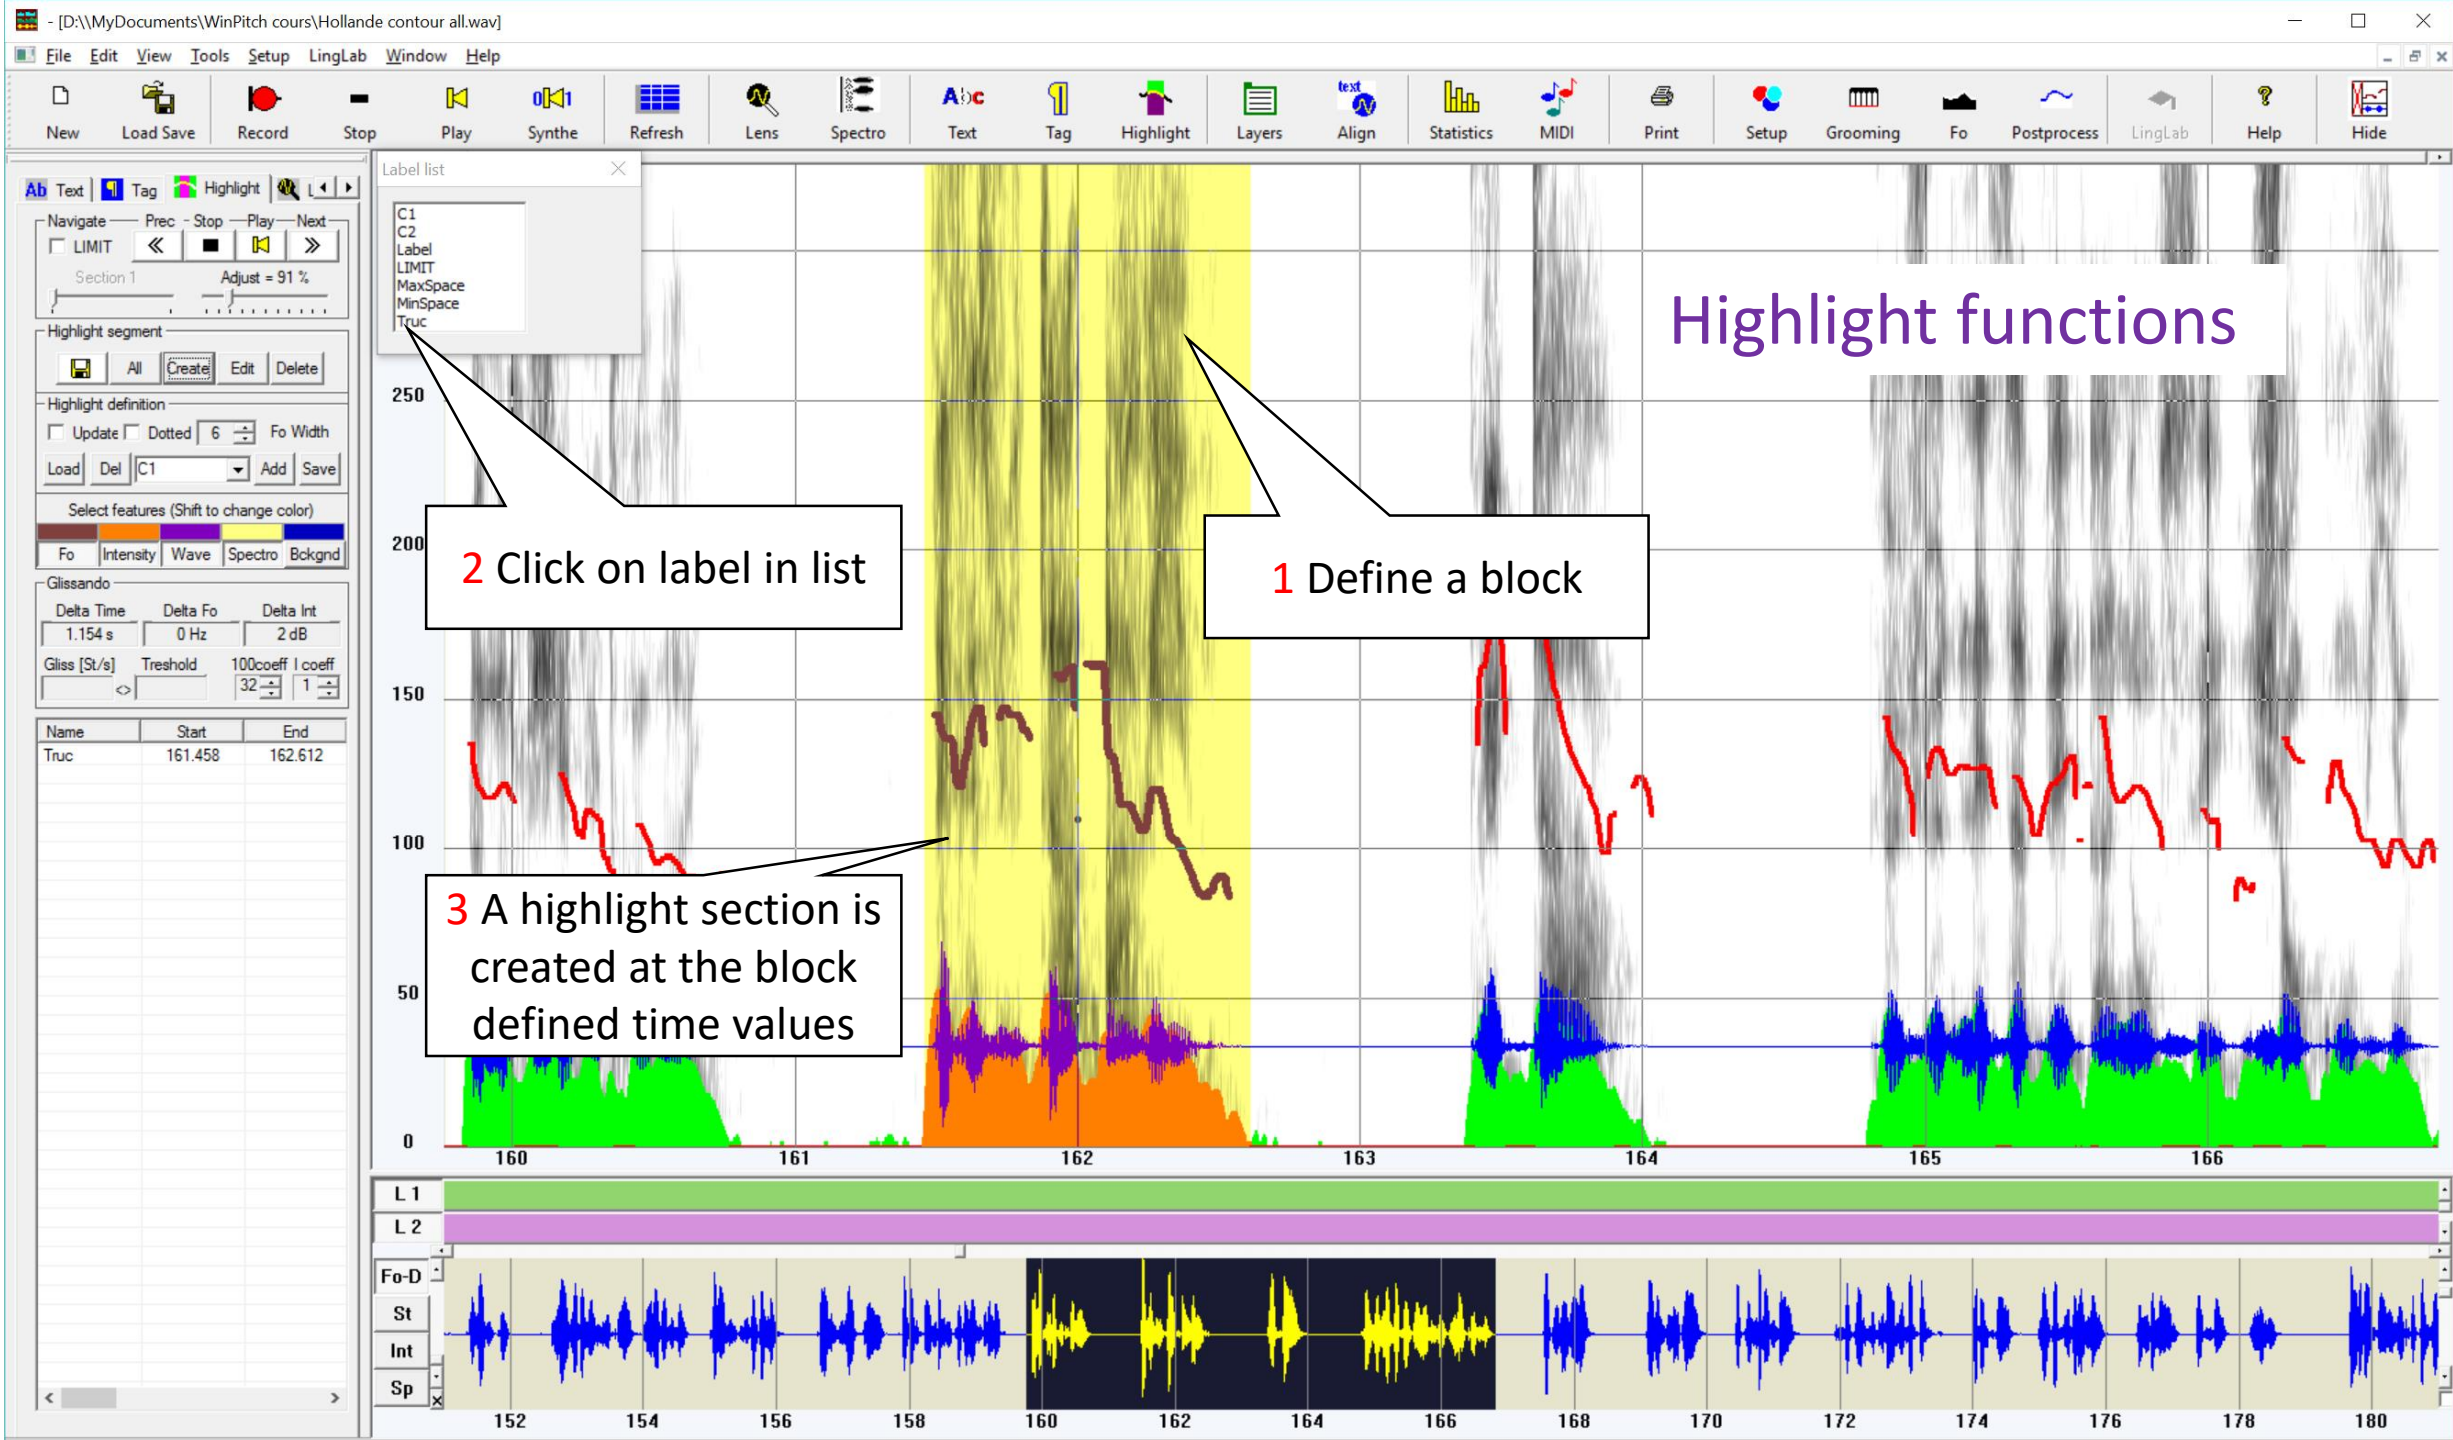 - [D:\\MyDocuments\WinPitch cours\Hollande contour all.wav]
File Edit View Tools Setup LingLab Window Help
New Load Save Record Stop Play Synthe Refresh Lens Spectro Text Tag Highlight Layers Align Statistics MIDI Print Setup Grooming Fo Postprocess LingLab Help Hide
Ab Text Tag Highlight L
Navigate Prec - Stop Play Next
LIMIT
Section 1 Adjust = 91 %
Highlight segment
All Create Edit Delete
Highlight definition
Update Dotted 6 Fo Width
Load Del C1 Add Save
Select features (Shift to change color)
Fo Intensity Wave Spectro Bckgnd
Glissando
Delta Time Delta Fo Delta Int
1.154 s 0 Hz 2 dB
Gliss [St/s] Treshold 100coeff I coeff
<> 32 1
Name Start End
Truc 161.458 162.612
Label list
C1
C2
Label
LIMIT
MaxSpace
MinSpace
Truc
Highlight functions
2 Click on label in list
1 Define a block
3 A highlight section is
created at the block
defined time values
250
200
150
100
50
0
160 161 162 163 164 165 166
L 1
L 2
Fo-D
St
Int
Sp
152 154 156 158 160 162 164 166 168 170 172 174 176 178 180